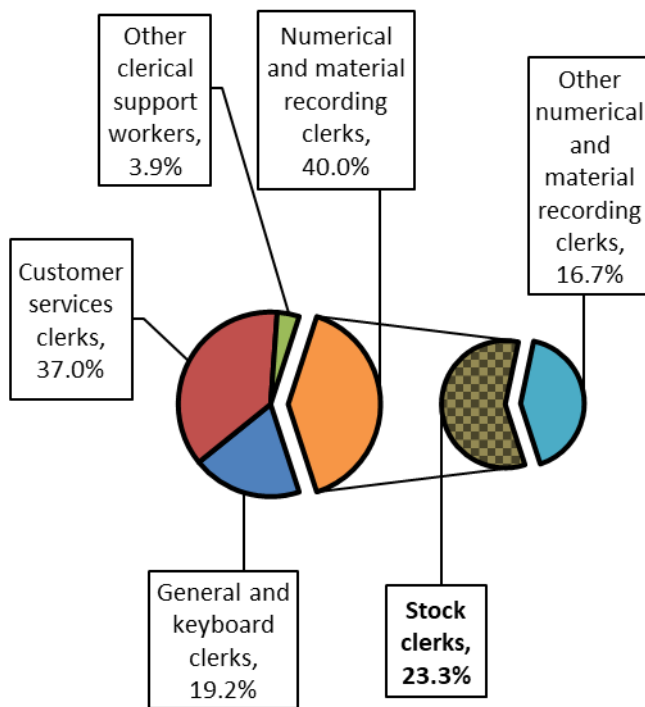 Other
clerical
support
workers,
3.9%
Numerical
and material
recording
clerks,
40.0%
Other
numerical
and
material
recording
clerks,
16.7%
Customer
services
clerks,
37.0%
General and
keyboard
clerks,
19.2%
Stock
clerks,
23.3%